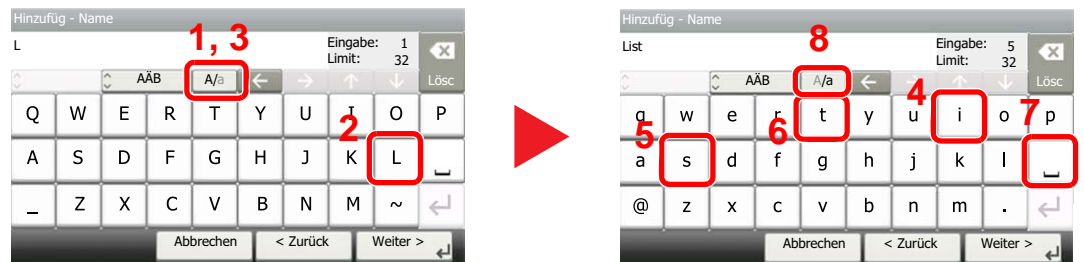 Hinzufüg - Name
L
1, 3
Eingabe: 1
Limit: 32
AÄB A/a Lösc
Q W E R T Y U I O P
2
A S D F G H J K L
_ Z X C V B N M ~
Abbrechen < Zurück Weiter >
Hinzufüg - Name
List
8
Eingabe: 5
Limit: 32
AÄB A/a Lösc
4
q w e r t y u i o p
5 6 7
a s d f g h j k l
@ z x c v b n m .
Abbrechen < Zurück Weiter >